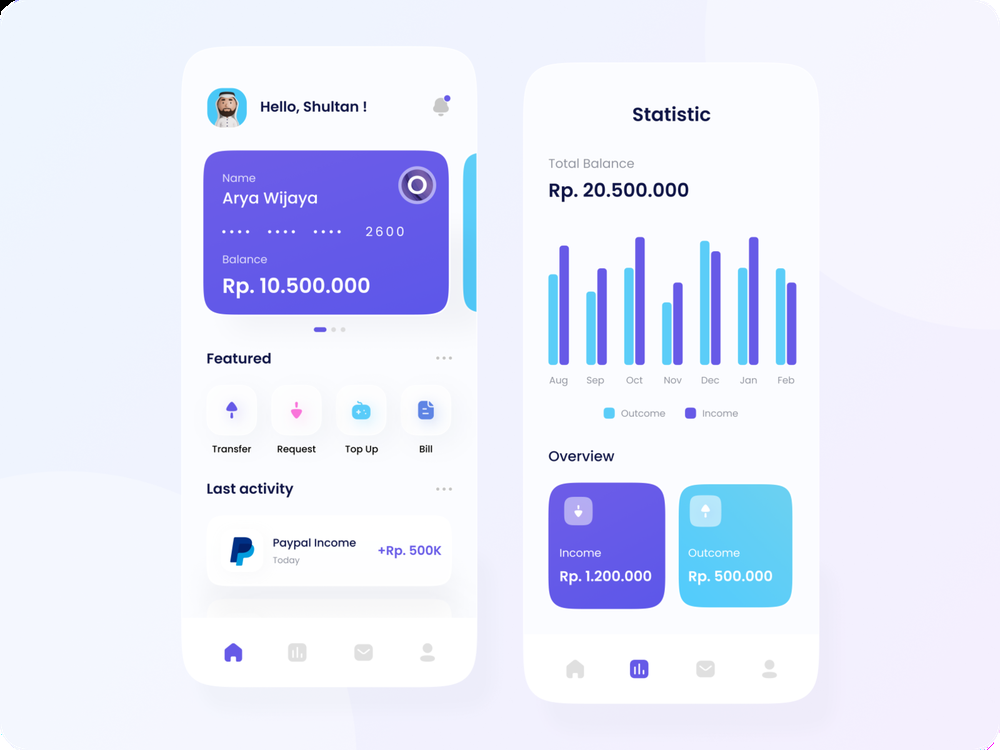 Hello, Shultan !
Name
Arya Wijaya
•••• •••• •••• 2600
Balance
Rp. 10.500.000
Featured
Transfer Request Top Up Bill
Last activity
Paypal Income
Today
+Rp. 500K
Statistic
Total Balance
Rp. 20.500.000
Aug Sep Oct Nov Dec Jan Feb
Outcome Income
Overview
Income
Rp. 1.200.000
Outcome
Rp. 500.000